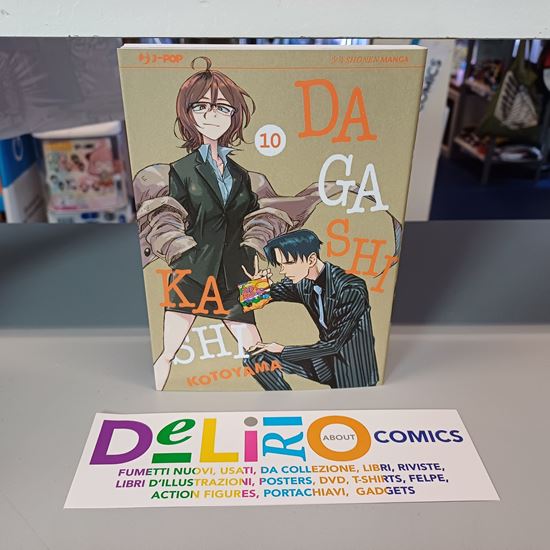 J-POP
SHONEN MANGA
10
DA
GA
SHI
KA
SHI
KOTOYAMA
DeLiRiO ABOUT COMICS
FUMETTI NUOVI, USATI, DA COLLEZIONE, LIBRI, RIVISTE,
LIBRI D'ILLUSTRAZIONI, POSTERS, DVD, T-SHIRTS, FELPE,
ACTION FIGURES, PORTACHIAVI, GADGETS